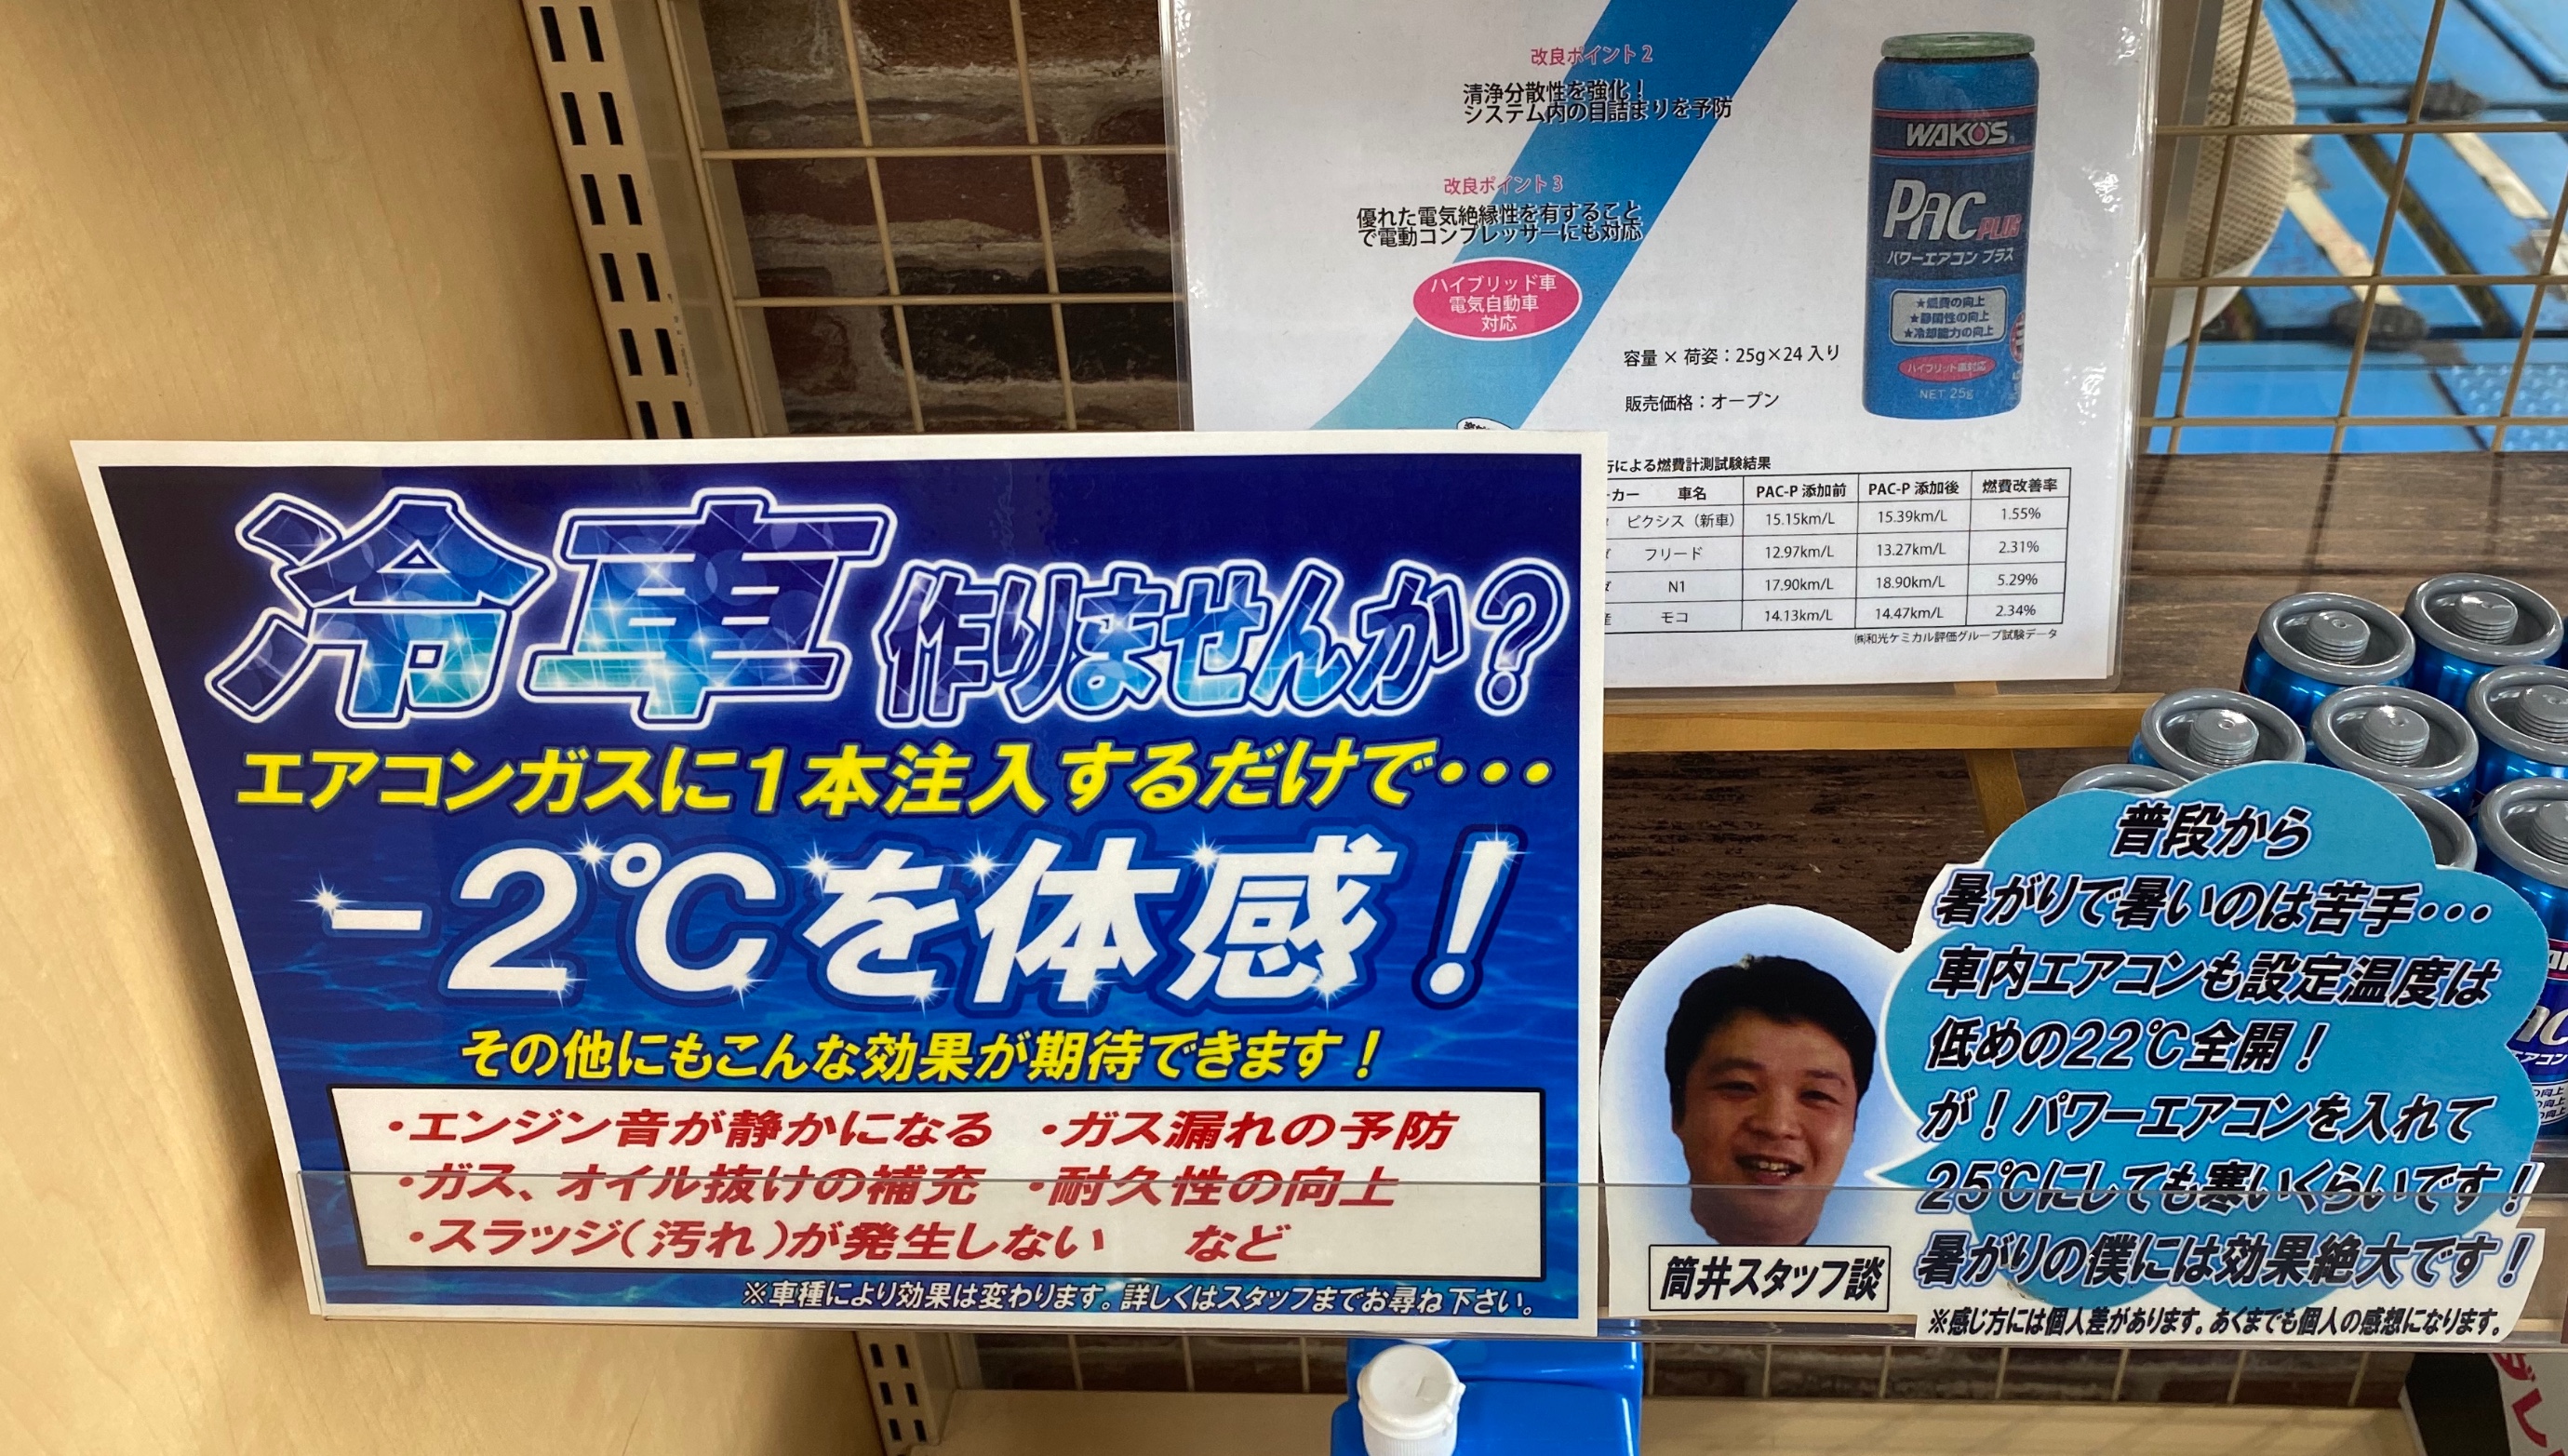 改良ポイント2
清浄分散性を強化！
システム内の目詰まりを予防
改良ポイント3
優れた電気絶縁性を有すること
で電動コンプレッサーにも対応
ハイブリッド車
電気自動車
対応
容量 × 荷姿：25g×24 入り
販売価格：オープン
WAKO'S
PAC PLUS
パワーエアコン プラス
★燃費の向上
★静閑性の向上
★冷却能力の向上
ハイブリッド車対応
NET 25g
行による燃費計測試験結果
カー 車名 PAC-P 添加前 PAC-P 添加後 燃費改善率
ピクシス（新車） 15.15km/L 15.39km/L 1.55%
フリード 12.97km/L 13.27km/L 2.31%
N1 17.90km/L 18.90km/L 5.29%
モコ 14.13km/L 14.47km/L 2.34%
㈱和光ケミカル評価グループ試験データ
冷車 作りませんか？
エアコンガスに1本注入するだけで・・・
-2℃を体感！
その他にもこんな効果が期待できます！
・エンジン音が静かになる ・ガス漏れの予防
・ガス、オイル抜けの補充 ・耐久性の向上
・スラッジ（汚れ）が発生しない など
※車種により効果は変わります。詳しくはスタッフまでお尋ね下さい。
普段から
暑がりで暑いのは苦手・・・
車内エアコンも設定温度は
低めの22℃全開！
が！パワーエアコンを入れて
25℃にしても寒いくらいです！
暑がりの僕には効果絶大です！
筒井スタッフ談
※感じ方には個人差があります。あくまでも個人の感想になります。